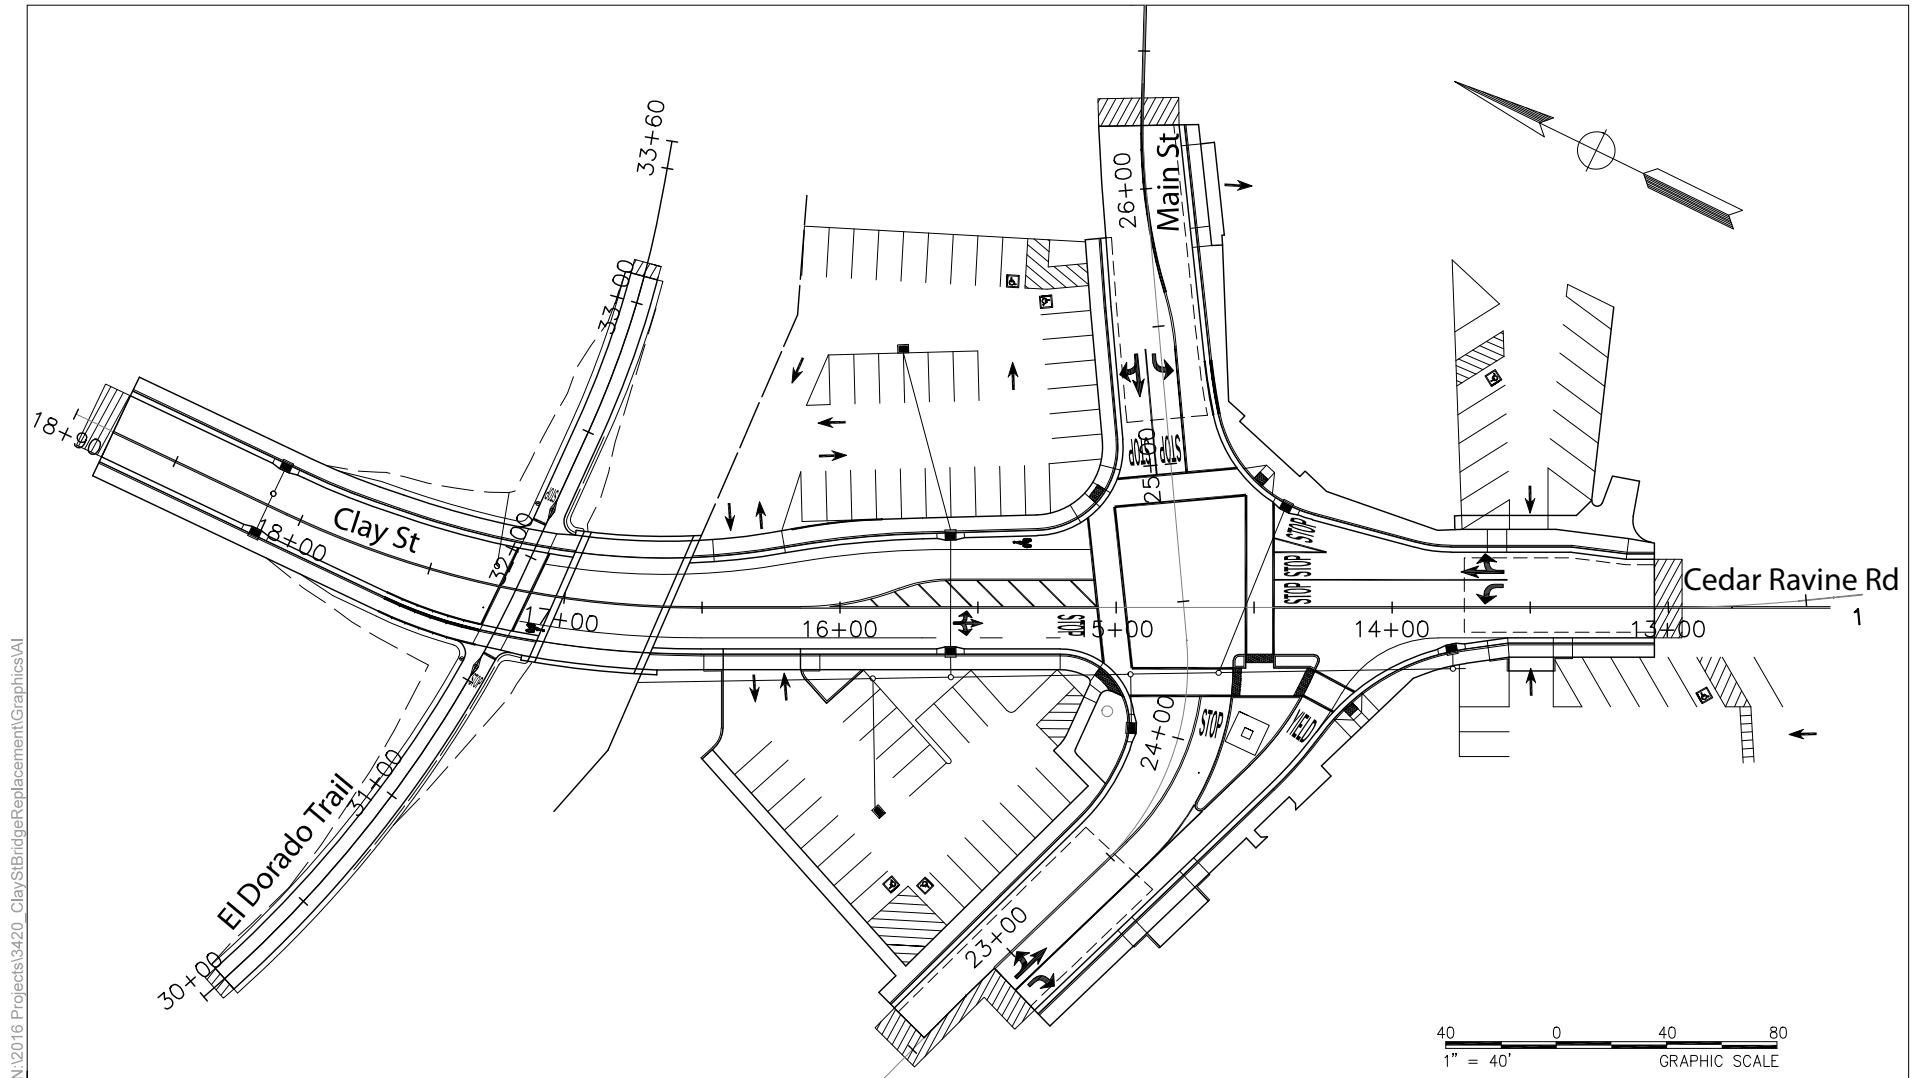 33+60
26+00
Main St
33+00
18+90
STOP
STOP
25+00
Clay St
18+00
STOP
32+00
STOP
STOP STOP
Cedar Ravine Rd
17+00
16+00
STOP
15+00
14+00
13+00
1
STOP
24+00
STOP
YIELD
31+00
El Dorado Trail
23+00
30+00
40 0 40 80
1" = 40' GRAPHIC SCALE
N:\2016 Projects\3420_ClayStBridgeReplacement\Graphics\AI